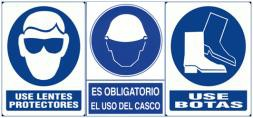 USE LENTES
PROTECTORES
ES OBLIGATORIO
EL USO DEL CASCO
USE
BOTAS